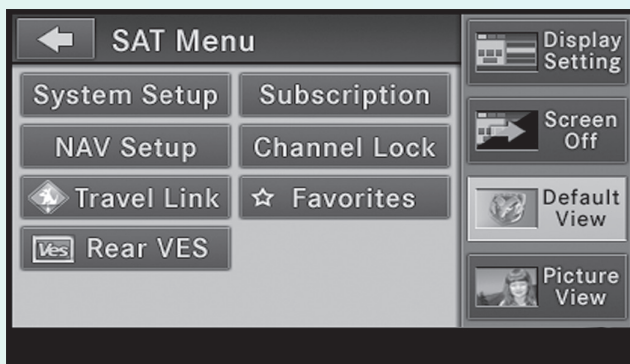 SAT Menu
System Setup
Subscription
NAV Setup
Channel Lock
Travel Link
Favorites
Ves Rear VES
Display
Setting
Screen
Off
Default
View
Picture
View